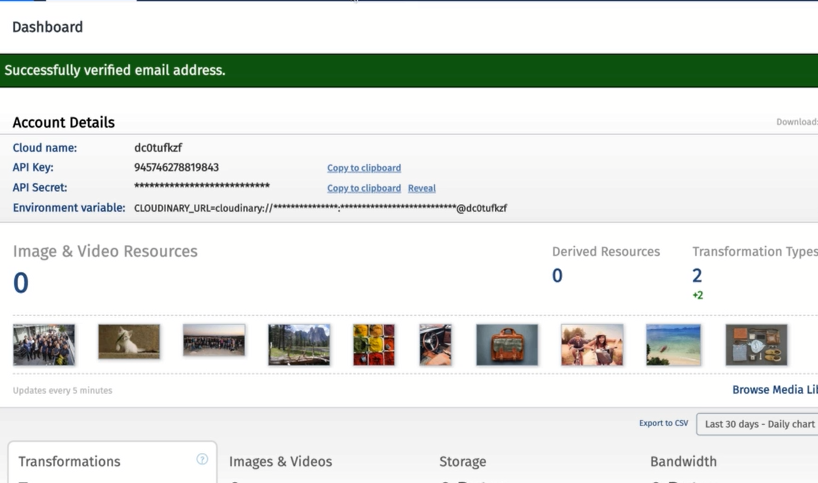 Dashboard
Successfully verified email address.
Account Details
Download
Cloud name: dc0tufkzf
API Key: 945746278819843 Copy to clipboard
API Secret: *************************** Copy to clipboard Reveal
Environment variable: CLOUDINARY_URL=cloudinary://***************:***************************@dc0tufkzf
Image & Video Resources Derived Resources Transformation Types
0 0 2
+2
Updates every 5 minutes Browse Media Li
Export to CSV Last 30 days - Daily chart
Transformations ? Images & Videos Storage Bandwidth